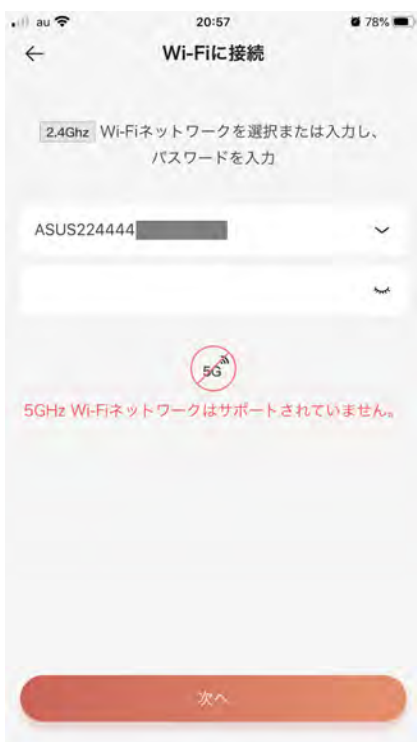 au 20:57 78%
Wi-Fiに接続
2.4Ghz Wi-Fiネットワークを選択または入力し、
パスワードを入力
ASUS224444
5G
5GHz Wi-Fiネットワークはサポートされていません。
次へ